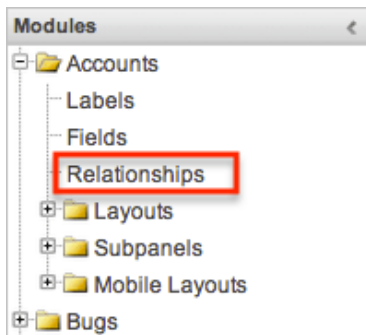 Modules
Accounts
Labels
Fields
Relationships
Layouts
Subpanels
Mobile Layouts
Bugs